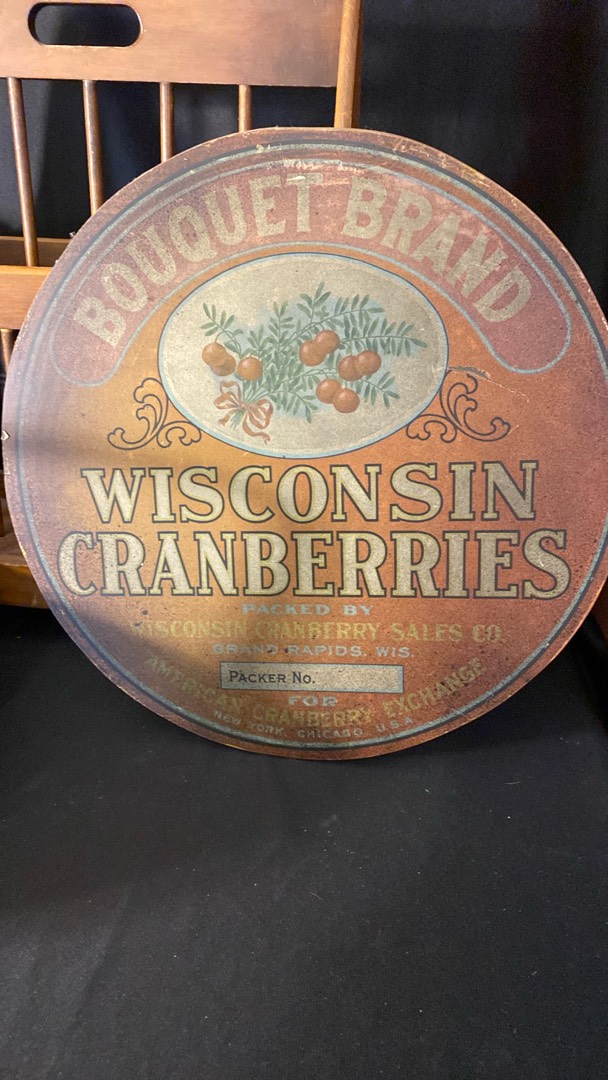 BOUQUET BRAND
WISCONSIN
CRANBERRIES
PACKED BY
WISCONSIN CRANBERRY SALES CO.
GRAND RAPIDS, WIS.
PACKER NO.
FOR
AMERICAN CRANBERRY EXCHANGE
NEW YORK, CHICAGO, U.S.A.